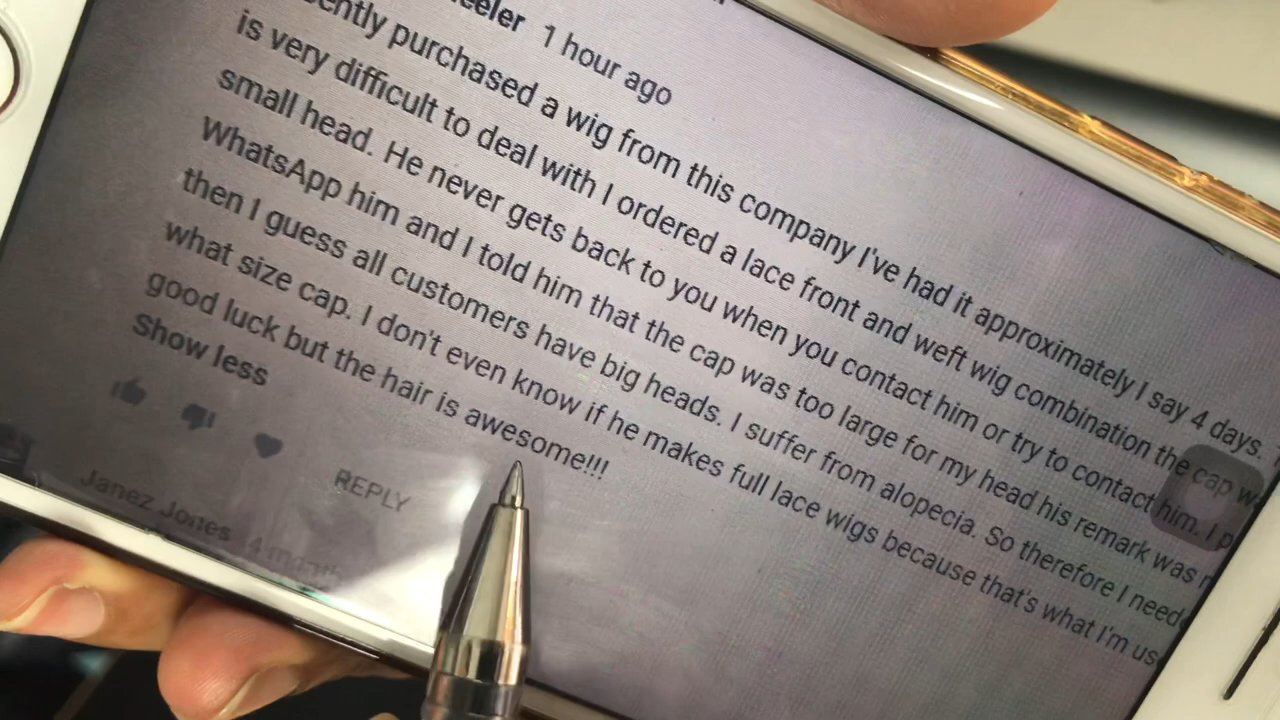 1 hour ago
purchased a wig from this company I've had it approximately I say 4 days.
is very difficult to deal with I ordered a lace front and weft wig combination the cap
small head. He never gets back to you when you contact him or try to contact him. I
WhatsApp him and I told him that the cap was too large for my head his remark was
then I guess all customers have big heads. I suffer from alopecia. So therefore I need
what size cap. I don't even know if he makes full lace wigs because that's what I'm
good luck but the hair is awesome!!!
Show less
REPLY
Janez Jones 4 month